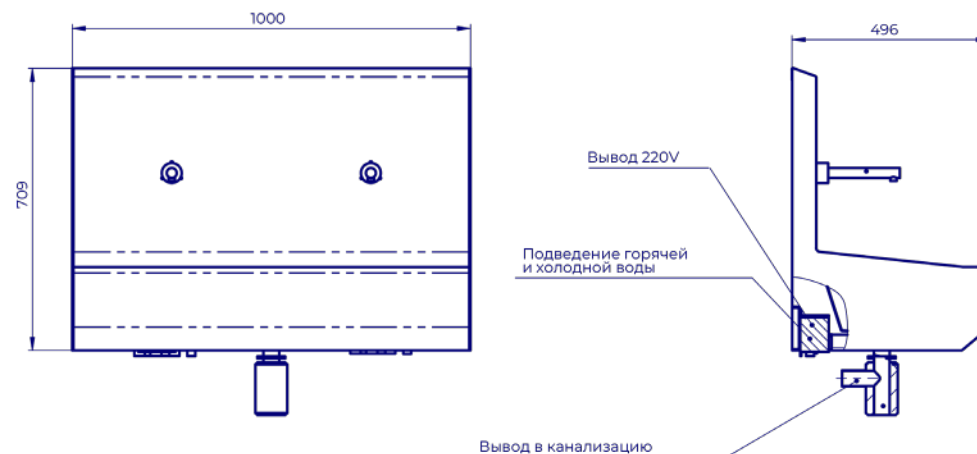 1000
496
709
Вывод 220V
Подведение горячей
и холодной воды
Вывод в канализацию